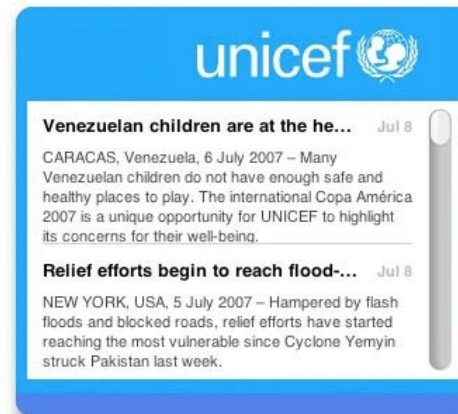 unicef
Venezuelan children are at the he... Jul 8
CARACAS, Venezuela, 6 July 2007 – Many
Venezuelan children do not have enough safe and
healthy places to play. The international Copa América
2007 is a unique opportunity for UNICEF to highlight
its concerns for their well-being.
Relief efforts begin to reach flood-... Jul 8
NEW YORK, USA, 5 July 2007 – Hampered by flash
floods and blocked roads, relief efforts have started
reaching the most vulnerable since Cyclone Yemyin
struck Pakistan last week.